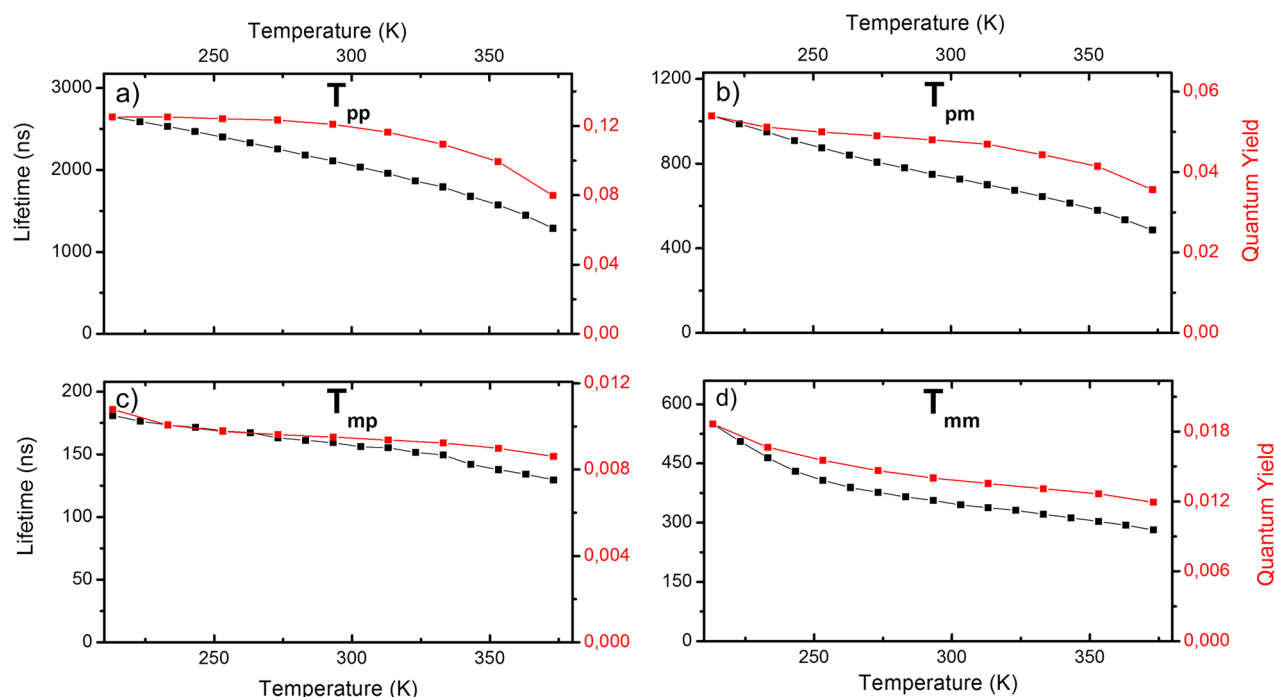 Temperature (K)
250 300 350
Temperature (K)
250 300 350
a)
T pp
3000
2000
1000
0
Lifetime (ns)
0,12
0,08
0,04
0,00
b)
T pm
1200
800
400
0
0,06
0,04
0,02
0,00
Quantum Yield
c)
T mp
200
150
100
50
0
Lifetime (ns)
0,012
0,008
0,004
0,000
250 300 350
Temperature (K)
d)
T mm
600
450
300
150
0
0,018
0,012
0,006
0,000
Quantum Yield
250 300 350
Temperature (K)